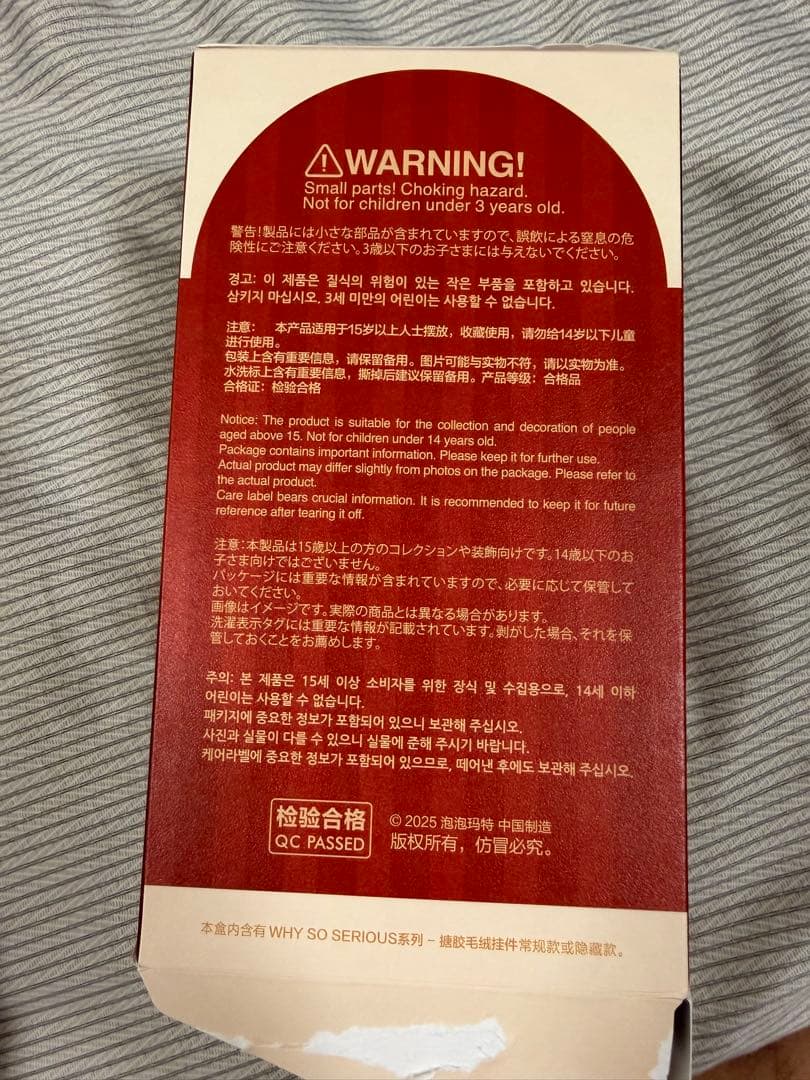 ⚠WARNING!
Small parts! Choking hazard.
Not for children under 3 years old.
警告!製品には小さな部品が含まれていますので、誤飲による窒息の危
険性にご注意ください。3歳以下のお子さまには与えないでください。
경고: 이 제품은 질식의 위험이 있는 작은 부품을 포함하고 있습니다.
삼키지 마십시오. 3세 미만의 어린이는 사용할 수 없습니다.
注意： 本产品适用于15岁以上人士摆放，收藏使用，请勿给14岁以下儿童
进行使用。
包装上含有重要信息，请保留备用。图片可能与实物不符，请以实物为准。
水洗标上含有重要信息，撕掉后建议保留备用。产品等级：合格品
合格证：检验合格
Notice: The product is suitable for the collection and decoration of people
aged above 15. Not for children under 14 years old.
Package contains important information. Please keep it for further use.
Actual product may differ slightly from photos on the package. Please refer to
the actual product.
Care label bears crucial information. It is recommended to keep it for future
reference after tearing it off.
注意:本製品は15歳以上の方のコレクションや装飾向けです。14歳以下のお
子さま向けではございません。
パッケージには重要な情報が含まれていますので、必要に応じて保管して
おいてください。
画像はイメージです。実際の商品とは異なる場合があります。
洗濯表示タグには重要な情報が記載されています。剥がした場合、それを保
管しておくことをお薦めします。
주의: 본 제품은 15세 이상 소비자를 위한 장식 및 수집용으로, 14세 이하
어린이는 사용할 수 없습니다.
패키지에 중요한 정보가 포함되어 있으니 보관해 주십시오.
사진과 실물이 다를 수 있으니 실물에 준해 주시기 바랍니다.
케어라벨에 중요한 정보가 포함되어 있으므로, 떼어낸 후에도 보관해 주십시오.
检验合格
QC PASSED
© 2025 泡泡玛特 中国制造
版权所有，仿冒必究。
本盒内含有 WHY SO SERIOUS系列 – 搪胶毛绒挂件常规款或隐藏款。